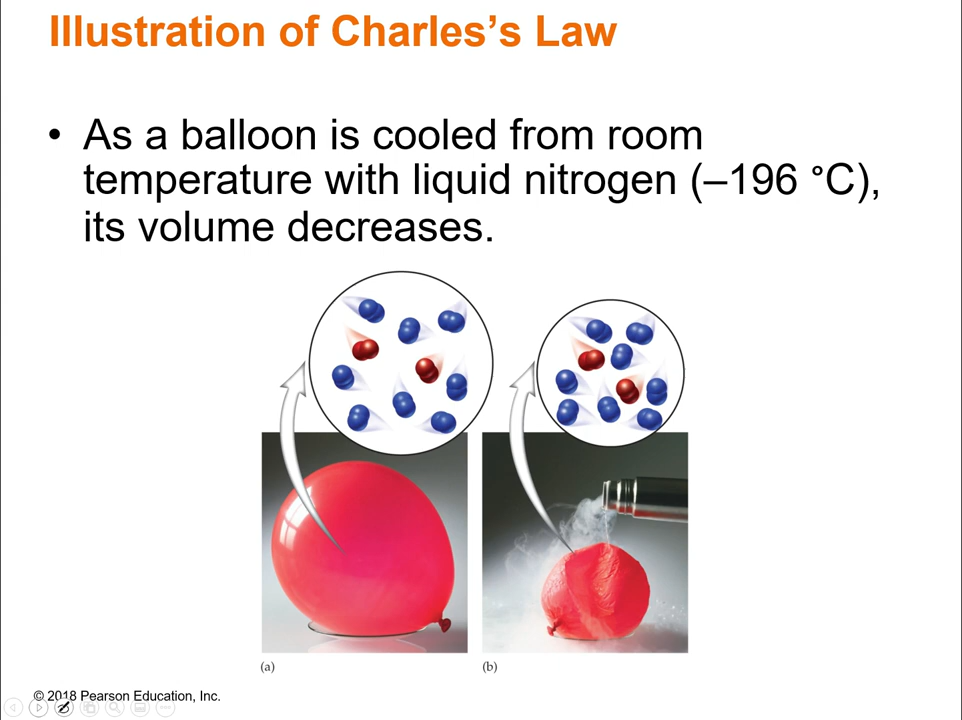 Illustration of Charles’s Law
• As a balloon is cooled from room
temperature with liquid nitrogen (–196 °C),
its volume decreases.
(a)
(b)
© 2018 Pearson Education, Inc.